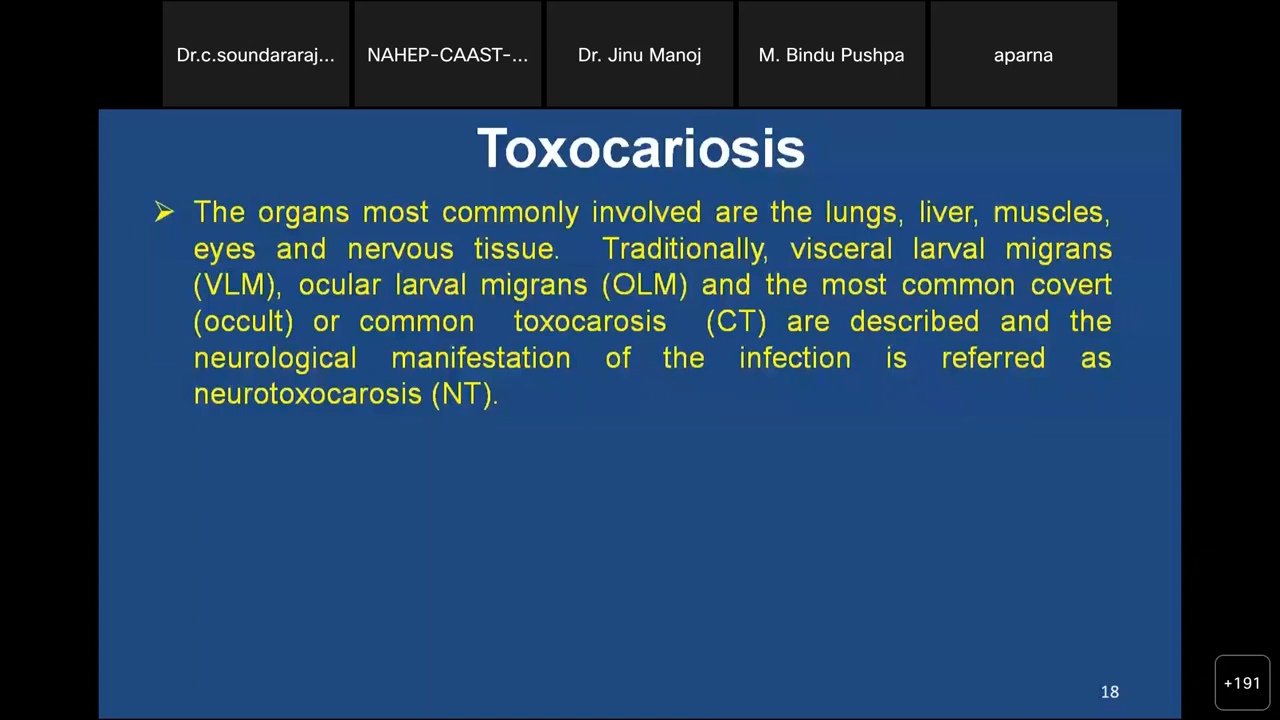 Dr.c.soundararaj...
NAHEP-CAAST-...
Dr. Jinu Manoj
M. Bindu Pushpa
aparna
Toxocariosis
➢ The organs most commonly involved are the lungs, liver, muscles,
eyes and nervous tissue. Traditionally, visceral larval migrans
(VLM), ocular larval migrans (OLM) and the most common covert
(occult) or common toxocarosis (CT) are described and the
neurological manifestation of the infection is referred as
neurotoxocarosis (NT).
18
+191